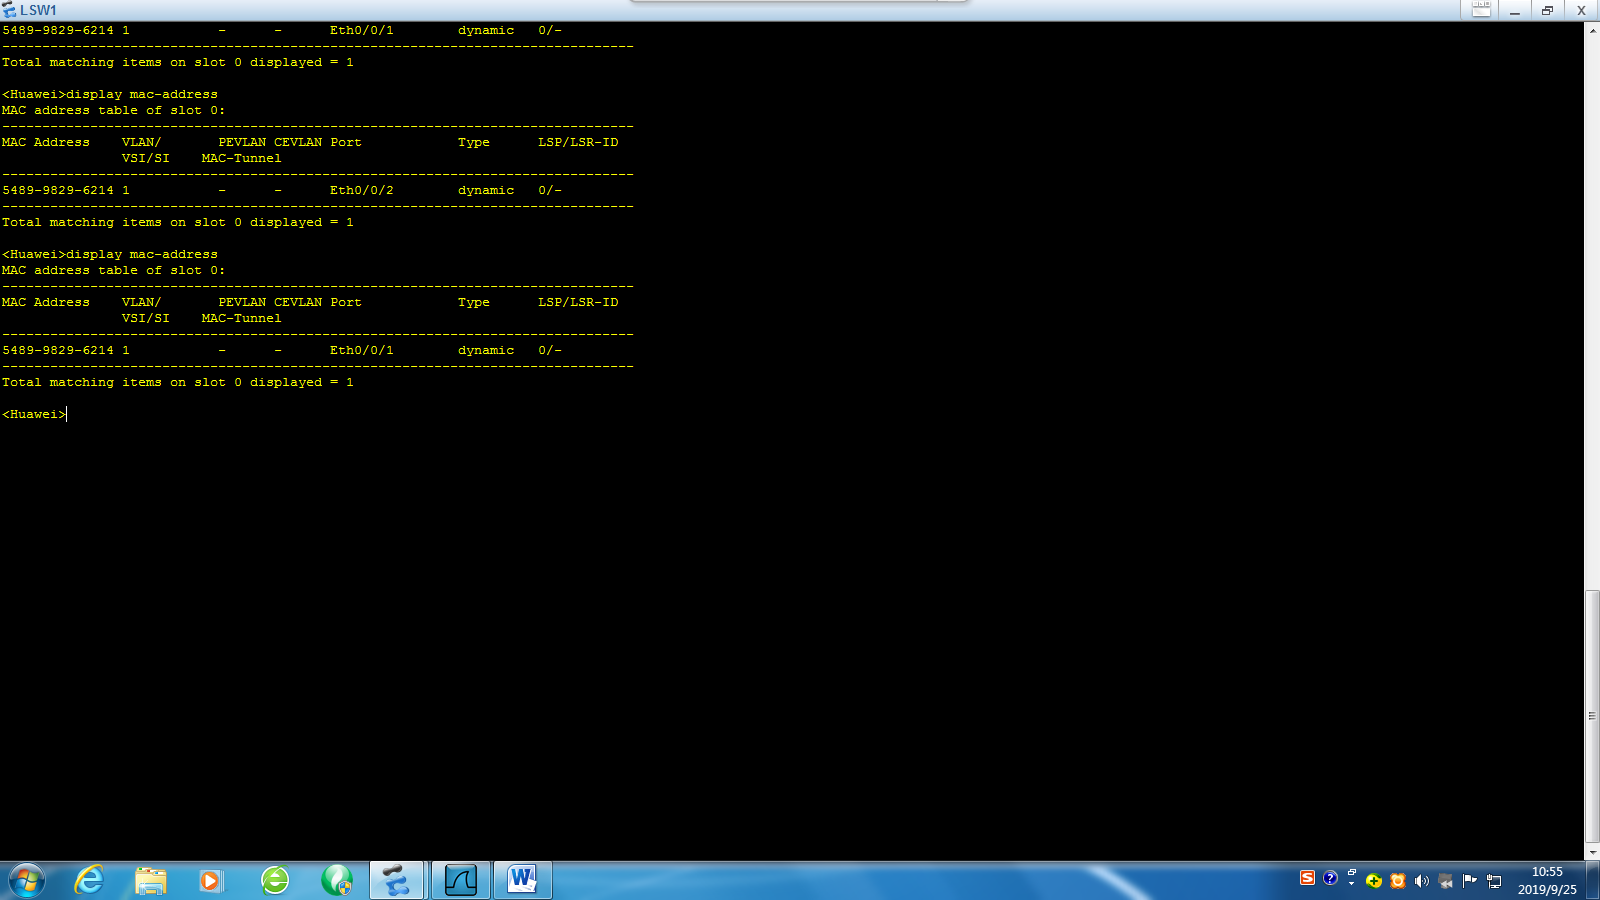 LSW1
5489-9829-6214 1 - - Eth0/0/1 dynamic 0/-
-------------------------------------------------------------------------------
Total matching items on slot 0 displayed = 1
<Huawei>display mac-address
MAC address table of slot 0:
-------------------------------------------------------------------------------
MAC Address VLAN/ PEVLAN CEVLAN Port Type LSP/LSR-ID
VSI/SI MAC-Tunnel
-------------------------------------------------------------------------------
5489-9829-6214 1 - - Eth0/0/2 dynamic 0/-
-------------------------------------------------------------------------------
Total matching items on slot 0 displayed = 1
<Huawei>display mac-address
MAC address table of slot 0:
-------------------------------------------------------------------------------
MAC Address VLAN/ PEVLAN CEVLAN Port Type LSP/LSR-ID
VSI/SI MAC-Tunnel
-------------------------------------------------------------------------------
5489-9829-6214 1 - - Eth0/0/1 dynamic 0/-
-------------------------------------------------------------------------------
Total matching items on slot 0 displayed = 1
<Huawei>
10:55
2019/9/25